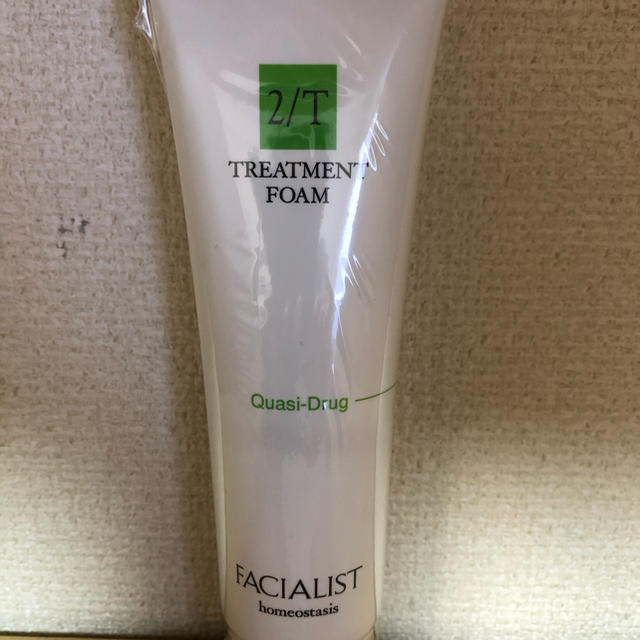 2/T
TREATMENT
FOAM
Quasi-Drug
FACIALIST
homeostasis